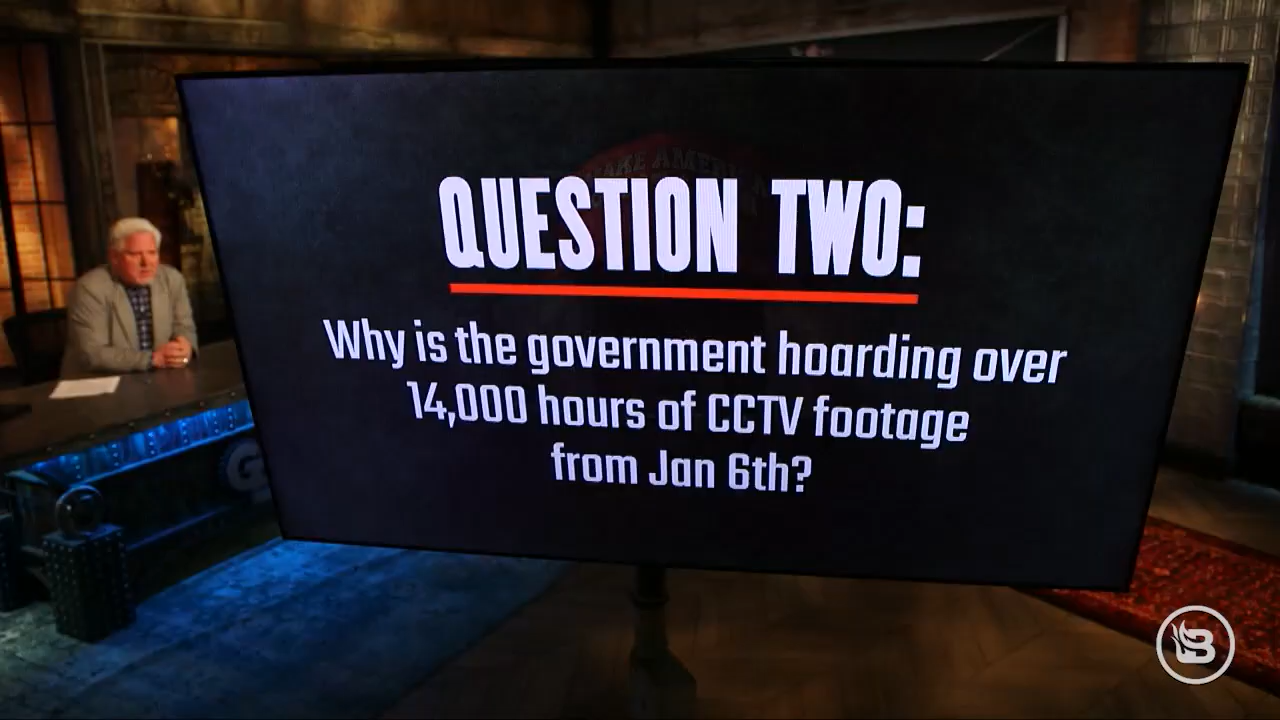 QUESTION TWO:
Why is the government hoarding over
14,000 hours of CCTV footage
from Jan 6th?
B